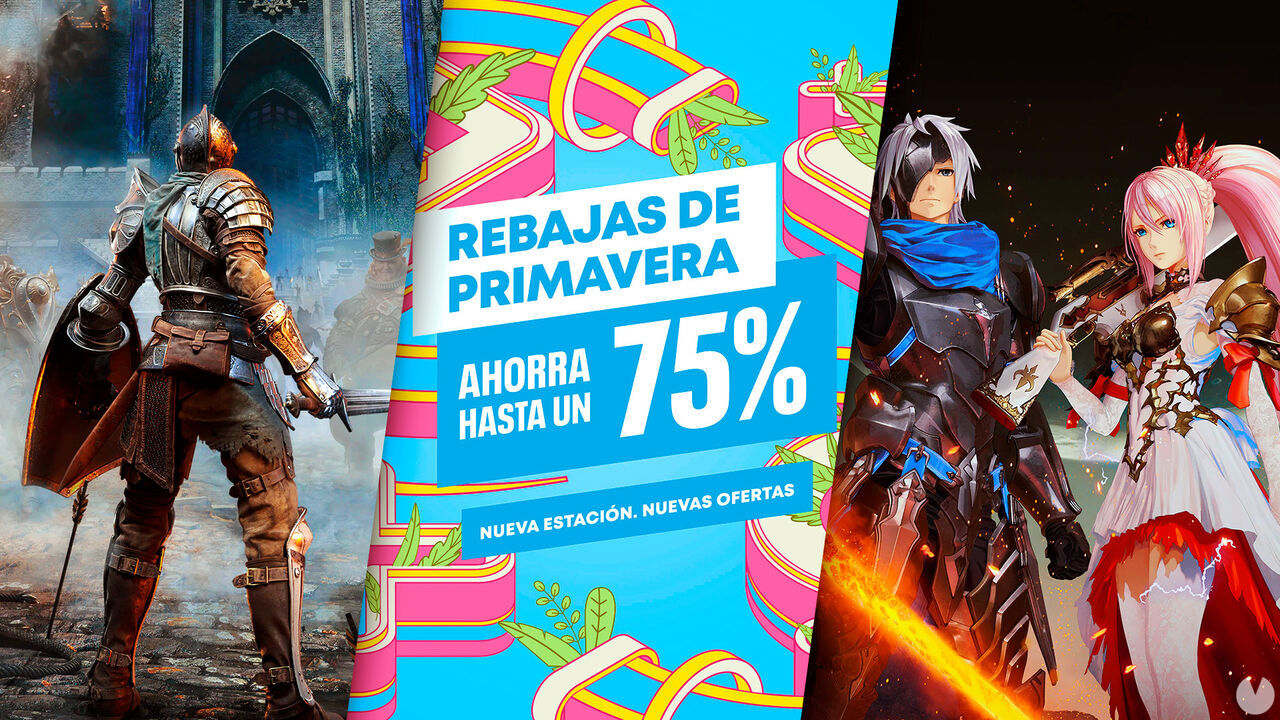 REBAJAS DE
PRIMAVERA
AHORRA
HASTA UN
75%
NUEVA ESTACIÓN. NUEVAS OFERTAS